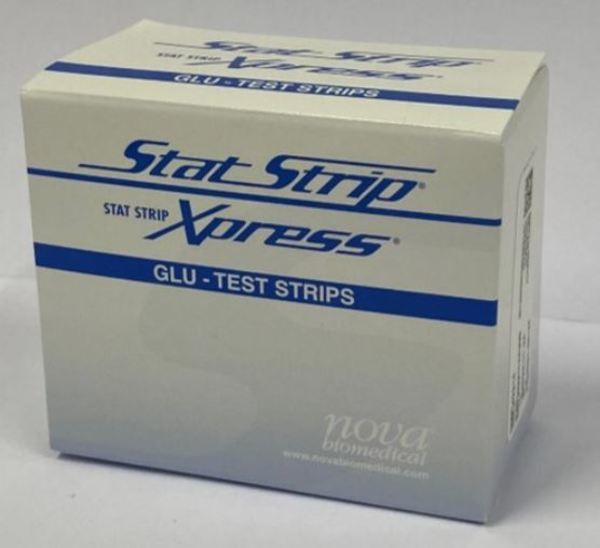 Stat Strip
STAT STRIP Xpress
GLU - TEST STRIPS
Stat Strip®
STAT STRIP Xpress®
GLU - TEST STRIPS
nova
biomedical
www.novabiomedical.com